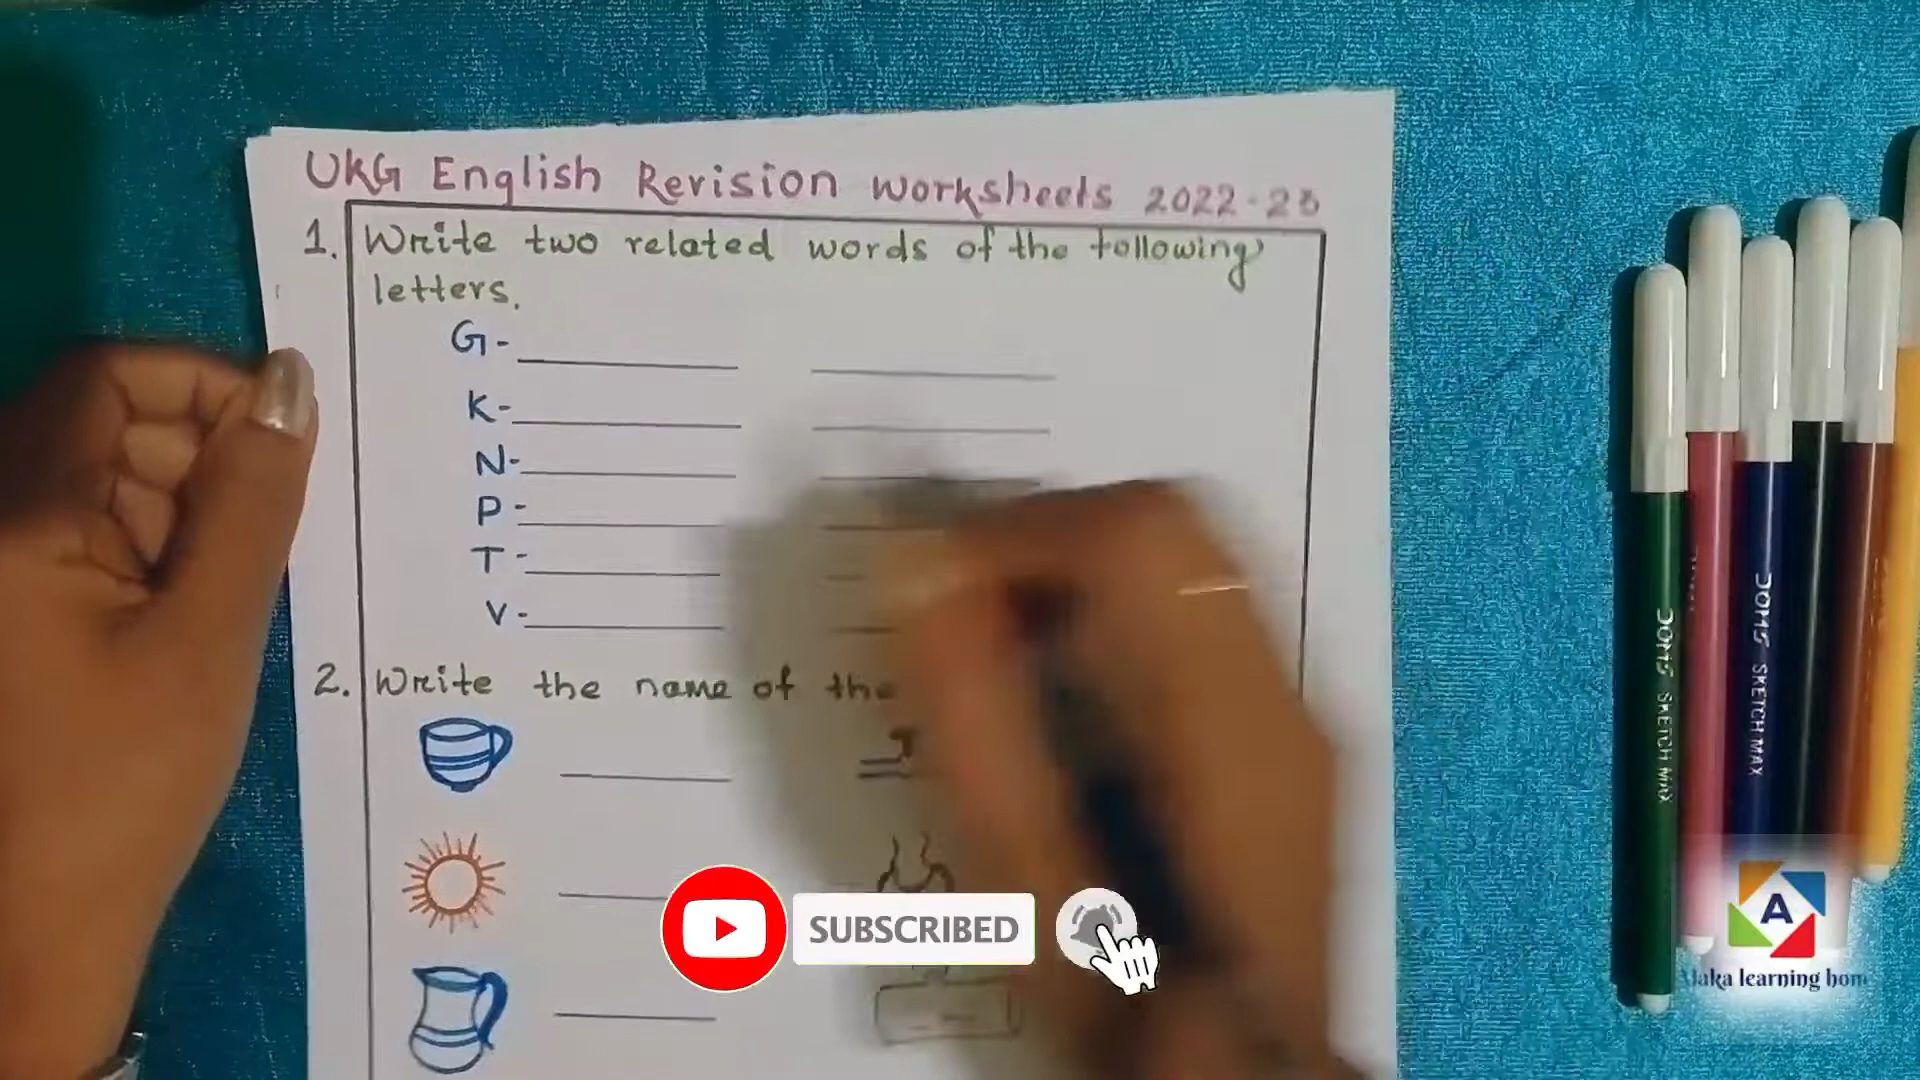 UKG English Revision Worksheets 2022-23
1. Write two related words of the following
letters.
G-
K-
N-
P-
T-
V-
2. Write the name of the
SUBSCRIBED
DOMS SKETCH MAX
DOMS SKETCH MAX
A
learning